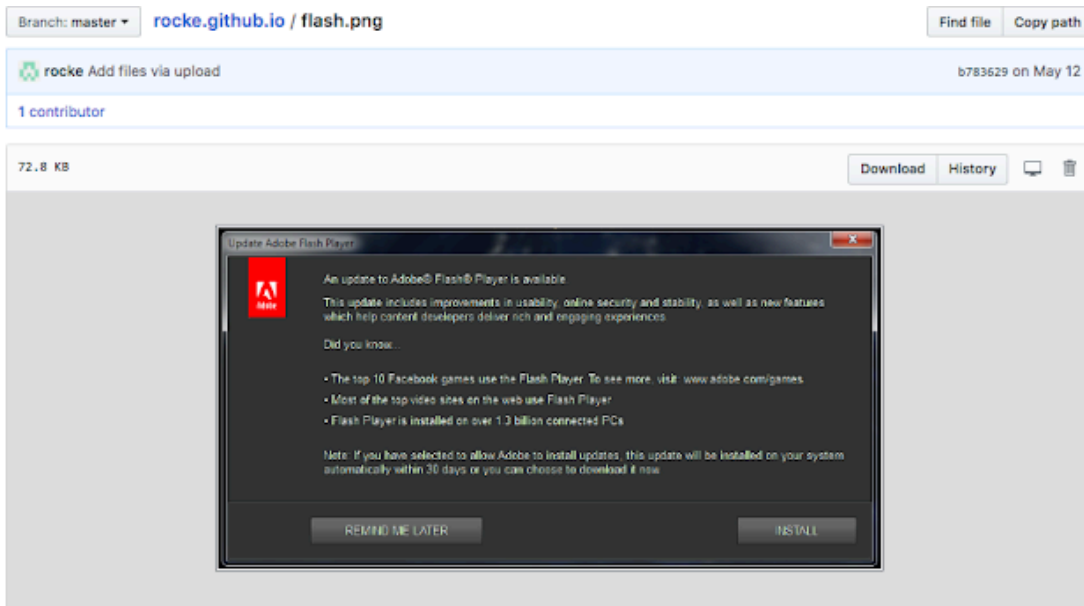 Branch: master
rocke.github.io / flash.png
Find file
Copy path
rocke Add files via upload
b783629 on May 12
1 contributor
72.8 KB
Download
History
Update Adobe Flash Player
Adobe
An update to Adobe® Flash® Player is available
This update includes improvements in usability, online security and stability, as well as new features
which help content developers deliver rich and engaging experiences.
Did you know...
• The top 10 Facebook games use the Flash Player. To see more, visit: www.adobe.com/games
• Most of the top video sites on the web use Flash Player
• Flash Player is installed on over 1.3 billion connected PCs
Note: If you have selected to allow Adobe to install updates, this update will be installed on your system
automatically within 30 days or you can choose to download it now
REMIND ME LATER
INSTALL